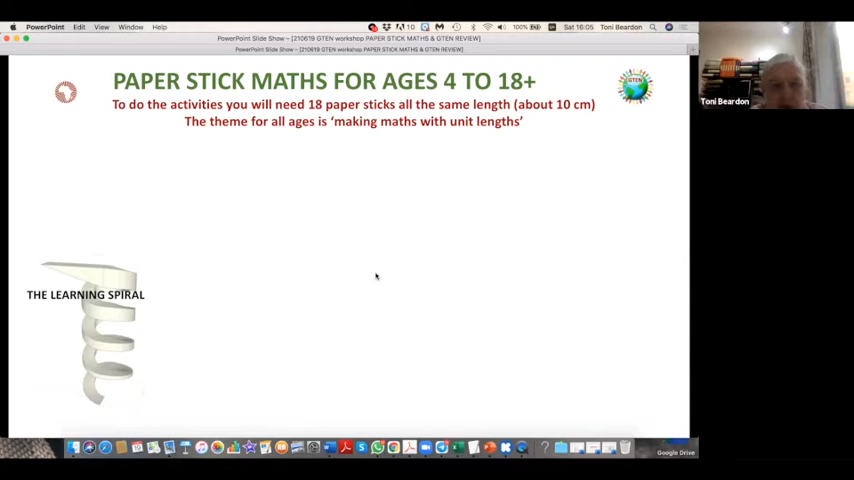 PowerPoint Edit View Window Help 10 100% Sat 16:05 Toni Beardon
PowerPoint Slide Show – [210619 GTEN workshop PAPER STICK MATHS & GTEN REVIEW]
PowerPoint Slide Show – [210619 GTEN workshop PAPER STICK MATHS & GTEN REVIEW]
PAPER STICK MATHS FOR AGES 4 TO 18+
GTEN
To do the activities you will need 18 paper sticks all the same length (about 10 cm)
The theme for all ages is ‘making maths with unit lengths’
Toni Beardon
THE LEARNING SPIRAL
Google Drive